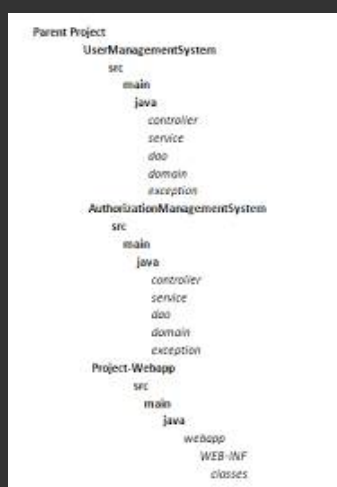 Parent Project
UserManagementSystem
src
main
java
controller
service
dao
domain
exception
AuthorizationManagementSystem
src
main
java
controller
service
dao
domain
exception
Project-Webapp
src
main
java
webapp
WEB-INF
classes